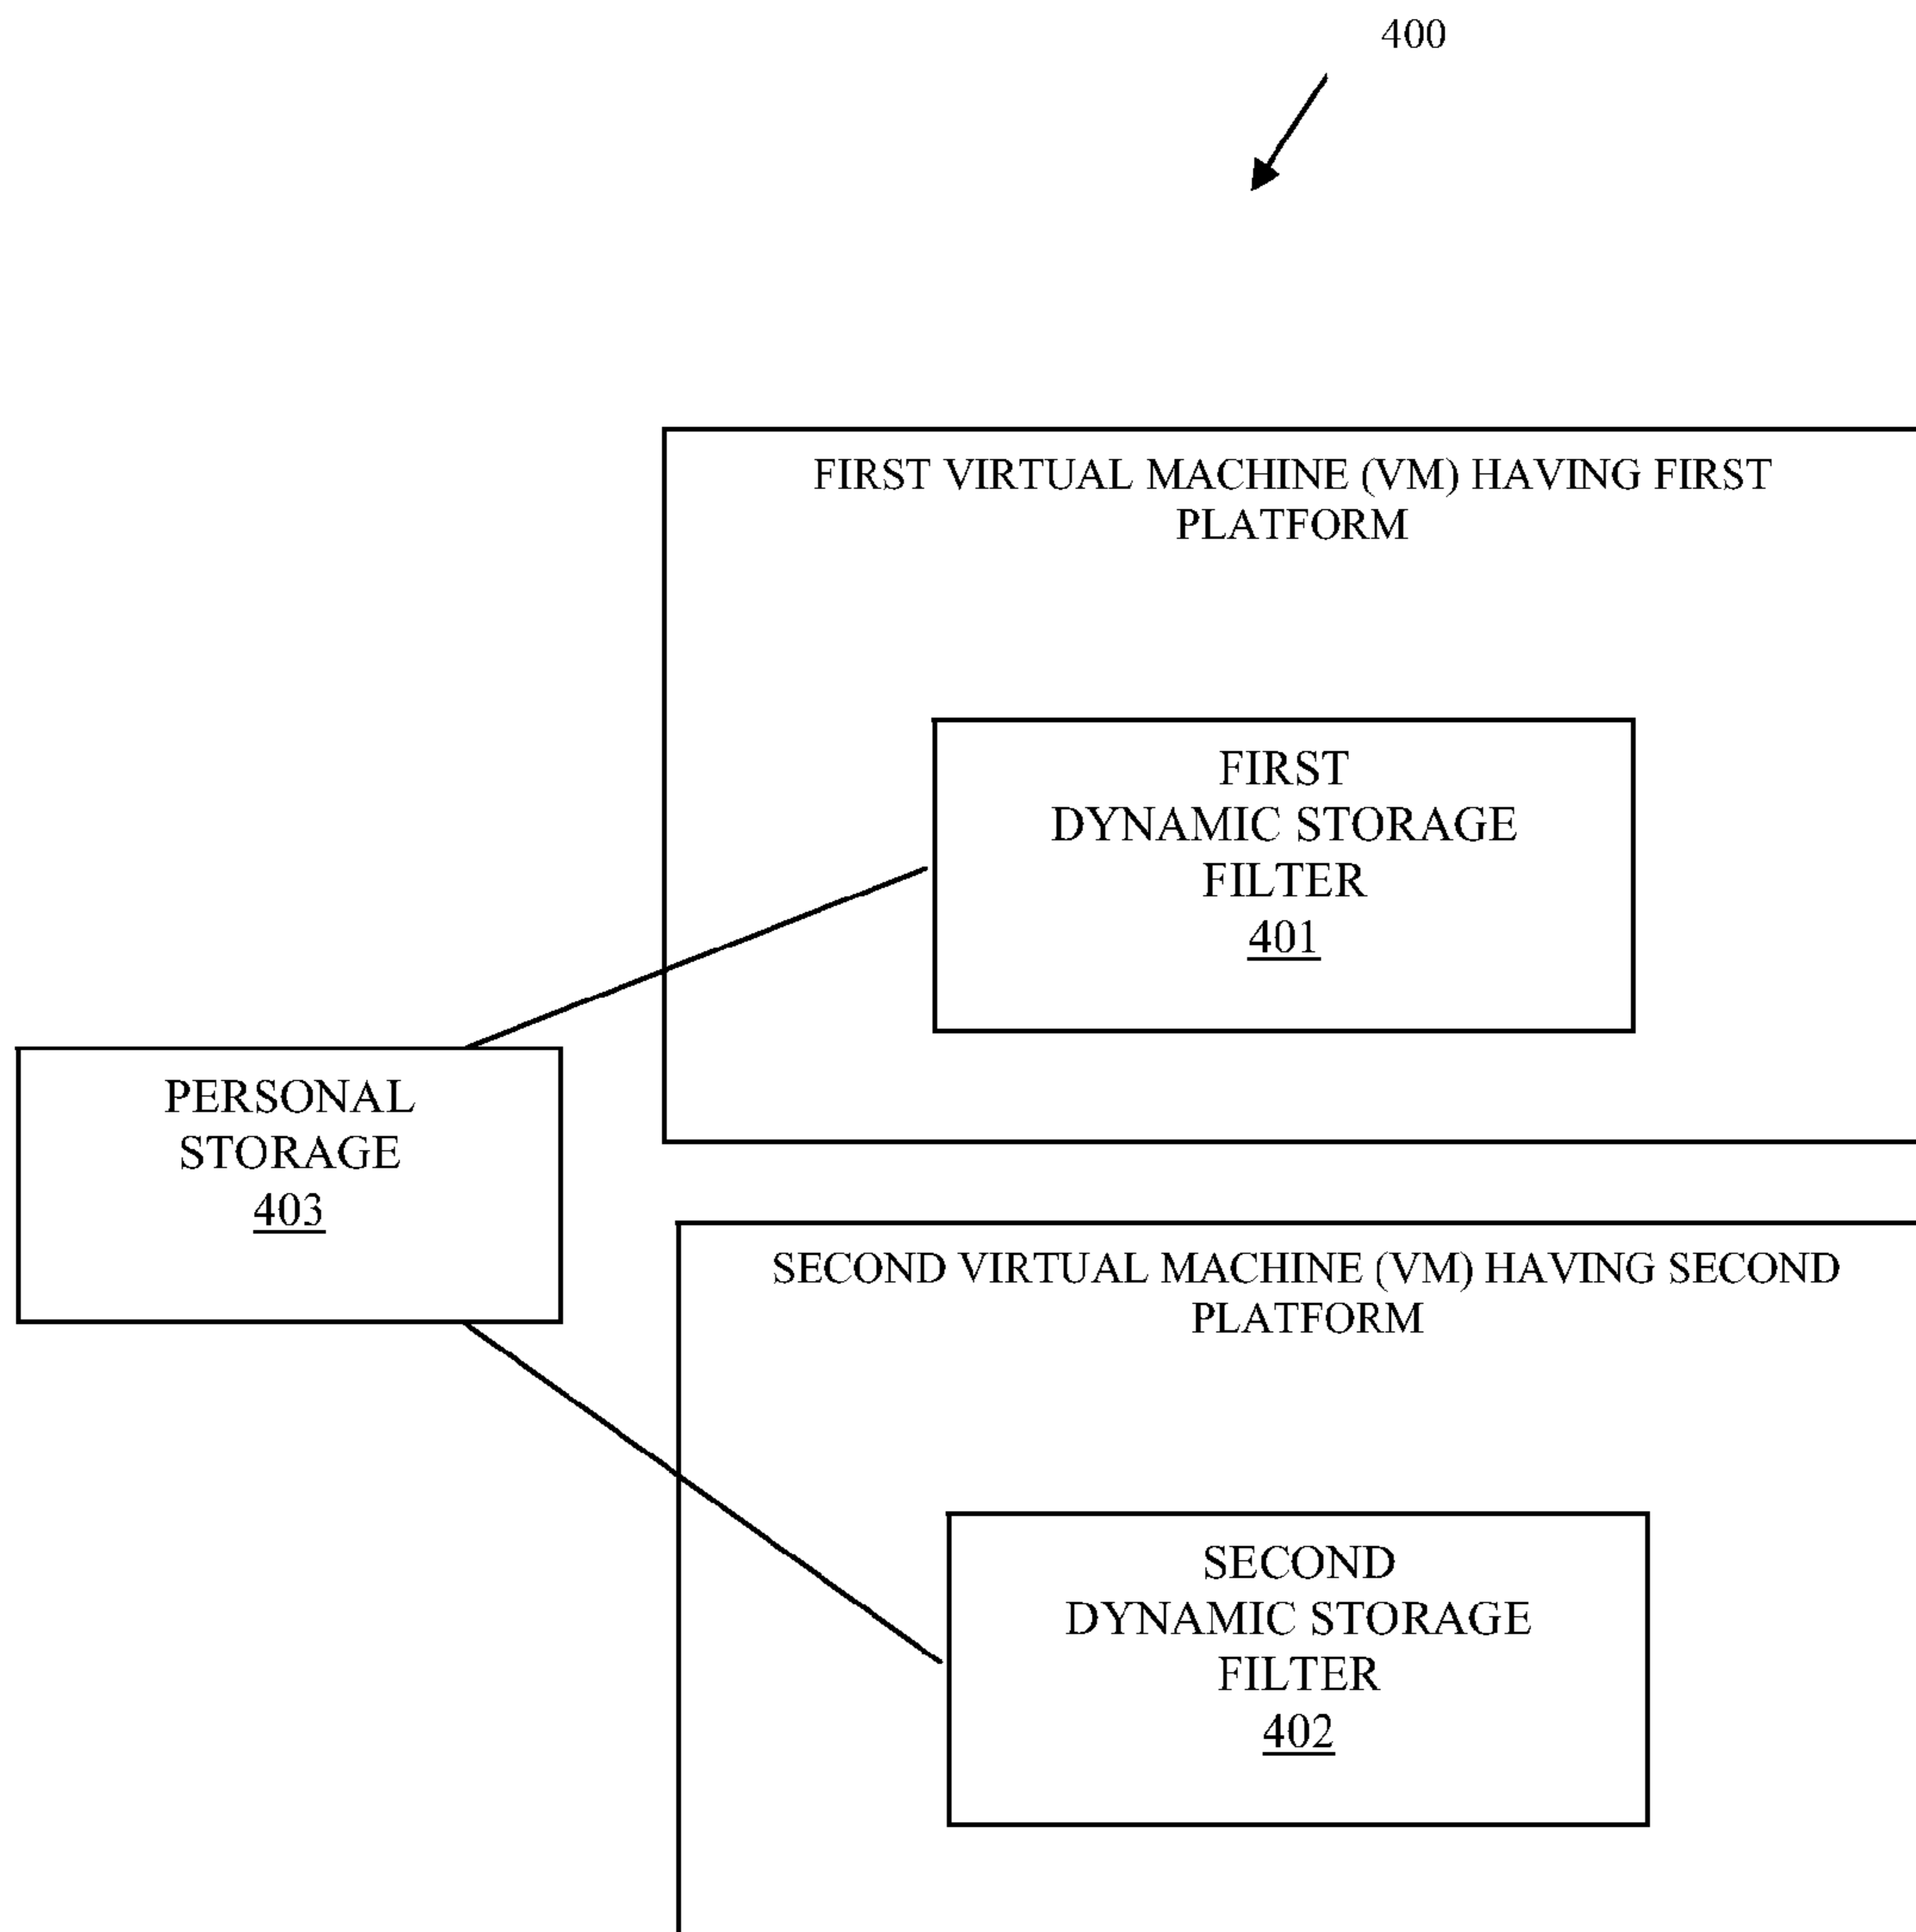 400
FIRST VIRTUAL MACHINE (VM) HAVING FIRST
PLATFORM
FIRST
DYNAMIC STORAGE
FILTER
401
PERSONAL
STORAGE
403
SECOND VIRTUAL MACHINE (VM) HAVING SECOND
PLATFORM
SECOND
DYNAMIC STORAGE
FILTER
402